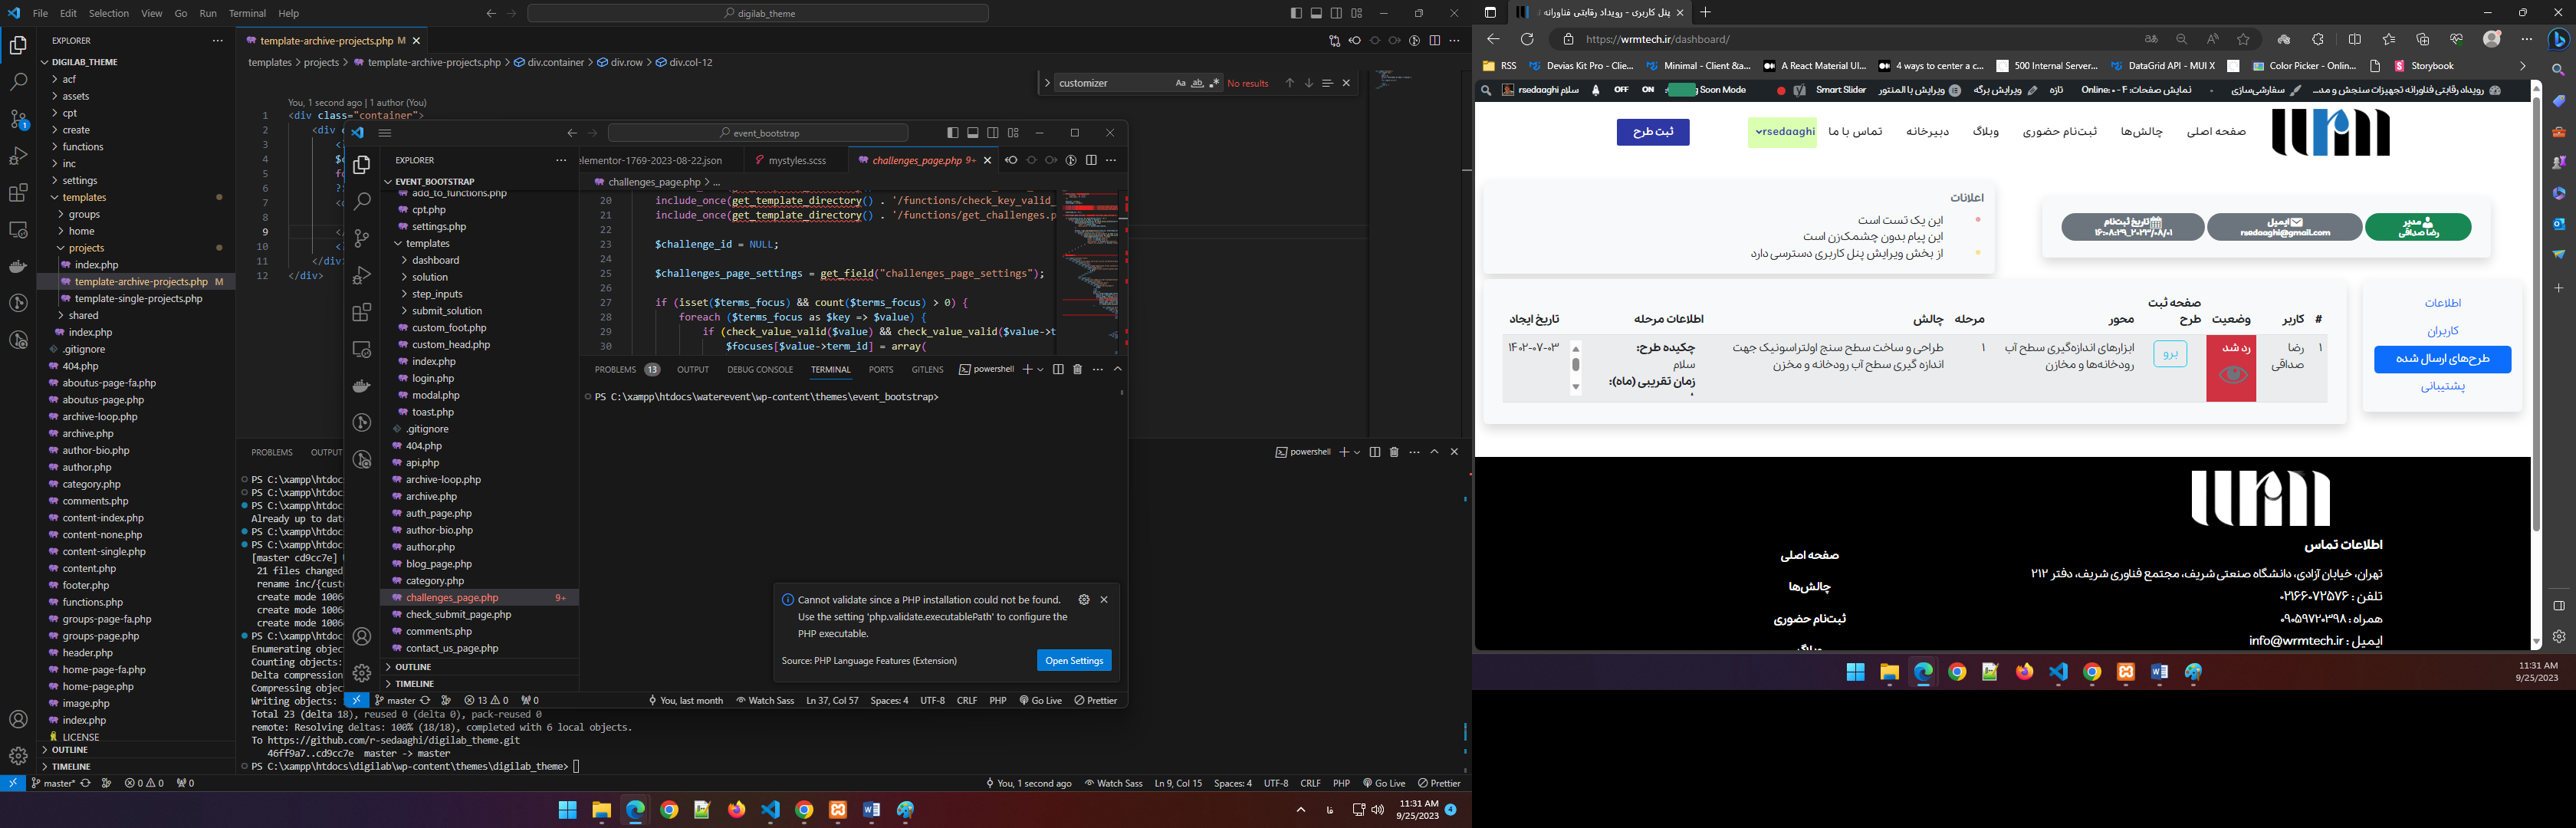 File Edit Selection View Go Run Terminal Help
digilab_theme
EXPLORER
DIGILAB_THEME
acf
assets
cpt
create
functions
inc
settings
templates
groups
home
projects
index.php
template-archive-projects.php M
template-single-projects.php
shared
index.php
.gitignore
404.php
aboutus-page-fa.php
aboutus-page.php
archive-loop.php
archive.php
author-bio.php
author.php
category.php
comments.php
content-index.php
content-none.php
content-single.php
content.php
footer.php
functions.php
groups-page-fa.php
groups-page.php
header.php
home-page-fa.php
home-page.php
image.php
index.php
LICENSE
OUTLINE
TIMELINE
template-archive-projects.php M
templates > projects > template-archive-projects.php > div.container > div.row > div.col-12
customizer
No results
You, 1 second ago | 1 author (You)
1 <div class="container">
2 <div c
3
4
5
6
7
8
9
10
11 </div>
12 </div>
PROBLEMS OUTPUT
powershell
PS C:\xampp\htdocs
PS C:\xampp\htdocs
PS C:\xampp\htdocs
Already up to dat
PS C:\xampp\htdocs
PS C:\xampp\htdocs
[master cd9cc7e]
21 files changed
rename inc/{cust
create mode 1006
create mode 1006
create mode 1006
PS C:\xampp\htdocs
Enumerating objec
Counting objects:
Delta compression
Compressing objec
Writing objects:
Total 23 (delta 18), reused 0 (delta 0), pack-reused 0
remote: Resolving deltas: 100% (18/18), completed with 6 local objects.
To https://github.com/r-sedaaghi/digilab_theme.git
46ff9a7..cd9cc7e master -> master
PS C:\xampp\htdocs\digilab\wp-content\themes\digilab_theme>
master* 0 0 0
You, 1 second ago Watch Sass Ln 9, Col 15 Spaces: 4 UTF-8 CRLF PHP Go Live Prettier
event_bootstrap
EXPLORER
EVENT_BOOTSTRAP
add_to_functions.php
cpt.php
settings.php
templates
dashboard
solution
step_inputs
submit_solution
custom_foot.php
custom_head.php
index.php
login.php
modal.php
toast.php
.gitignore
404.php
api.php
archive-loop.php
archive.php
auth_page.php
author-bio.php
author.php
blog_page.php
category.php
challenges_page.php 9+
check_submit_page.php
comments.php
contact_us_page.php
OUTLINE
TIMELINE
elementor-1769-2023-08-22.json mystyles.scss challenges_page.php 9+
challenges_page.php > ...
20 include_once(get_template_directory() . '/functions/check_key_valid_
21 include_once(get_template_directory() . '/functions/get_challenges.p
22
23 $challenge_id = NULL;
24
25 $challenges_page_settings = get_field("challenges_page_settings");
26
27 if (isset($terms_focus) && count($terms_focus) > 0) {
28 foreach ($terms_focus as $key => $value) {
29 if (check_value_valid($value) && check_value_valid($value->t
30 $focuses[$value->term_id] = array(
PROBLEMS 13 OUTPUT DEBUG CONSOLE TERMINAL PORTS GITLENS powershell
PS C:\xampp\htdocs\waterevent\wp-content\themes\event_bootstrap>
Cannot validate since a PHP installation could not be found.
Use the setting 'php.validate.executablePath' to configure the
PHP executable.
Source: PHP Language Features (Extension)
Open Settings
master 13 0 0 You, last month Watch Sass Ln 37, Col 57 Spaces: 4 UTF-8 CRLF PHP Go Live Prettier
فا
11:31 AM
9/25/2023
4
پنل کاربری - رویداد رقابتی فناورانه
https://wrmtech.ir/dashboard/
RSS Devias Kit Pro - Clie... Minimal - Client &a... A React Material UI... 4 ways to center a c... 500 Internal Server... DataGrid API - MUI X Color Picker - Onlin... Storybook
رویداد رقابتی فناورانه تجهیزات سنجش و مد... سفارشی‌سازی نمایش صفحات: ۴ - Online: ۰ تازه ویرایش برگه ویرایش با المنتور Smart Slider Soon Mode ON OFF سلام rsedaaghi
صفحه اصلی چالش‌ها ثبت‌نام حضوری وبلاگ دبیرخانه تماس با ما rsedaaghi ثبت طرح
اعلانات
این یک تست است
این پیام بدون چشمک‌زن است
از بخش ویرایش پنل کاربری دسترسی دارد
مدیر
رضا صداقی
ایمیل
rsedaaghi@gmail.com
تاریخ ثبت‌نام
۲۰۲۳/۰۸/۰۱_۱۶:۰۸:۲۹
اطلاعات
کاربران
طرح‌های ارسال شده
پشتیبانی
# کاربر وضعیت صفحه ثبت طرح محور مرحله چالش اطلاعات مرحله تاریخ ایجاد
۱ رضا صداقی رد شد برو ابزارهای اندازه‌گیری سطح آب رودخانه‌ها و مخازن ۱ طراحی و ساخت سطح سنج اولتراسونیک جهت اندازه گیری سطح آب رودخانه و مخزن چکیده طرح: سلام زمان تقریبی (ماه): ۱۴۰۲-۰۷-۰۳
اطلاعات تماس
تهران، خیابان آزادی، دانشگاه صنعتی شریف، مجتمع فناوری شریف، دفتر ۲۱۲
تلفن : ۰۲۱۶۶۰۷۲۵۷۶
همراه : ۰۹۰۵۹۷۲۰۳۹۸
ایمیل : info@wrmtech.ir
صفحه اصلی
چالش‌ها
ثبت‌نام حضوری
وبلاگ
11:31 AM
9/25/2023